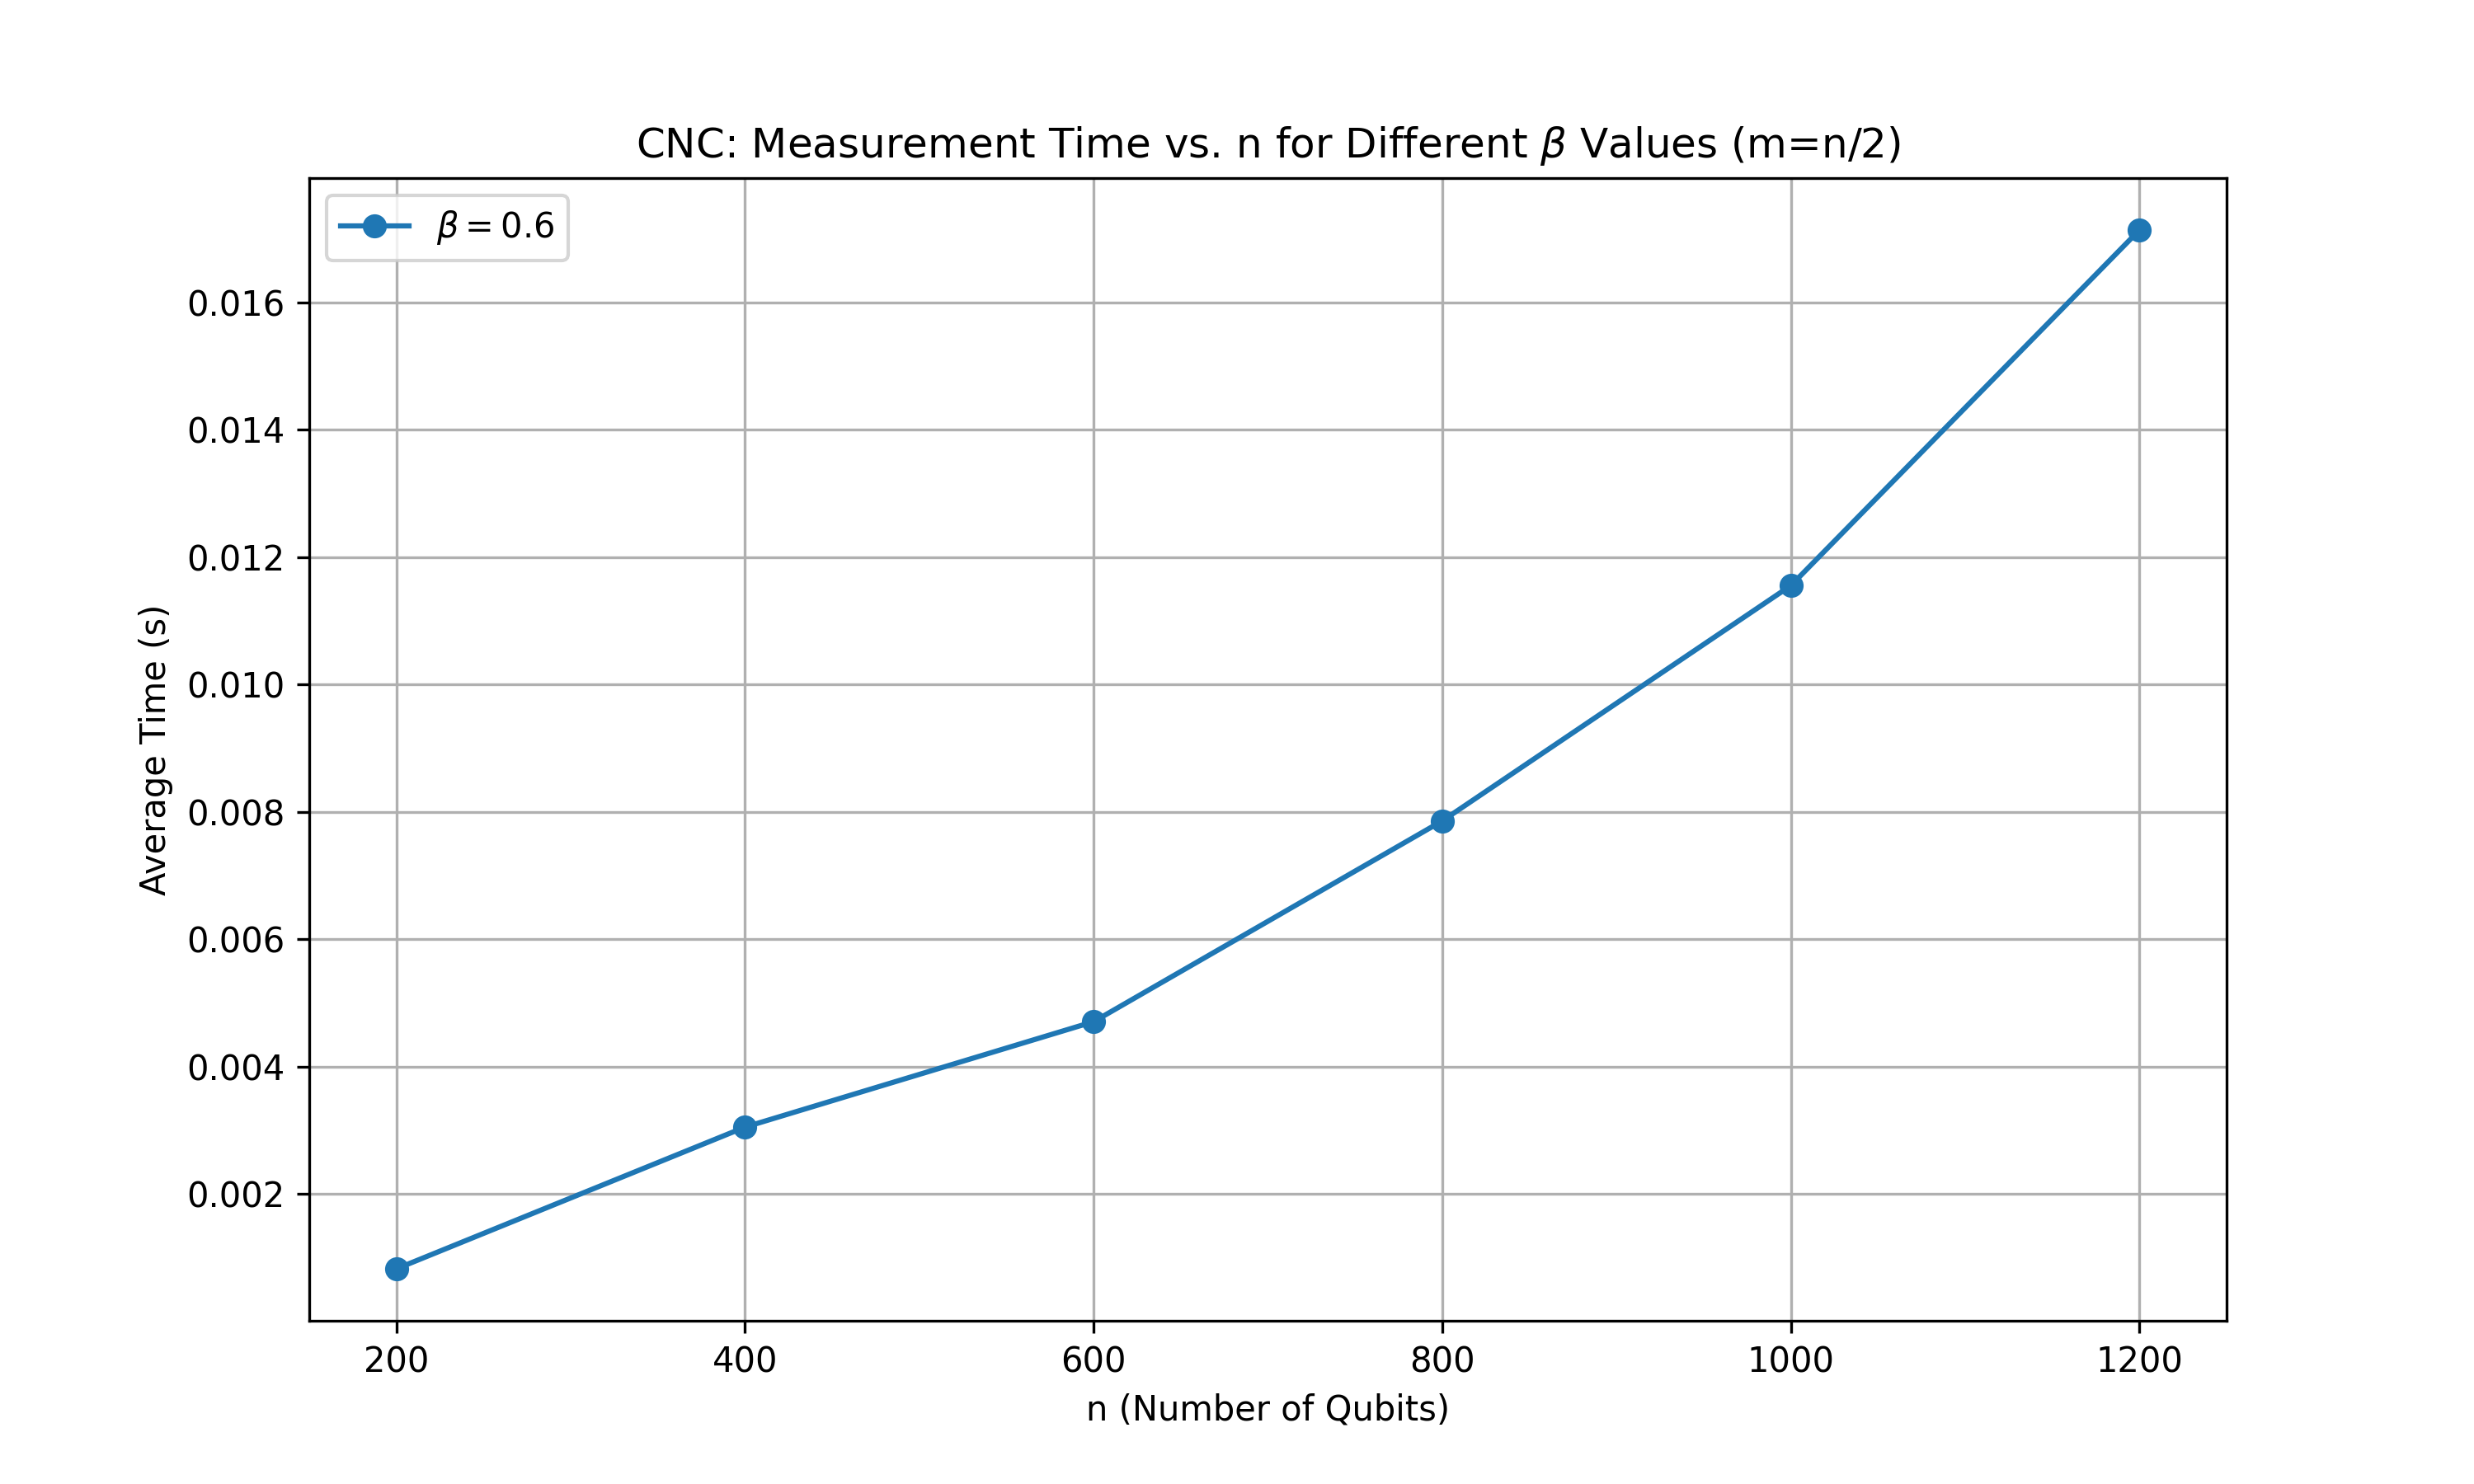 CNC: Measurement Time vs. n for Different β Values (m=n/2)
β = 0.6
0.016
0.014
0.012
0.010
0.008
0.006
0.004
0.002
Average Time (s)
200 400 600 800 1000 1200
n (Number of Qubits)